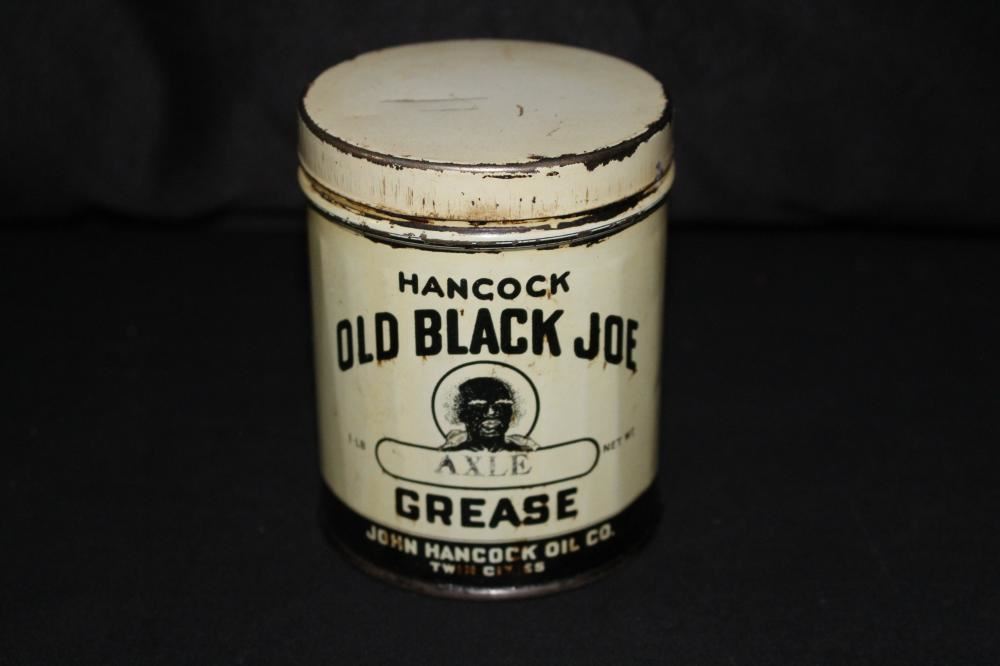 HANCOCK
OLD BLACK JOE
1-LB NET WT.
AXLE
GREASE
JOHN HANCOCK OIL CO.
TWIN CITIES